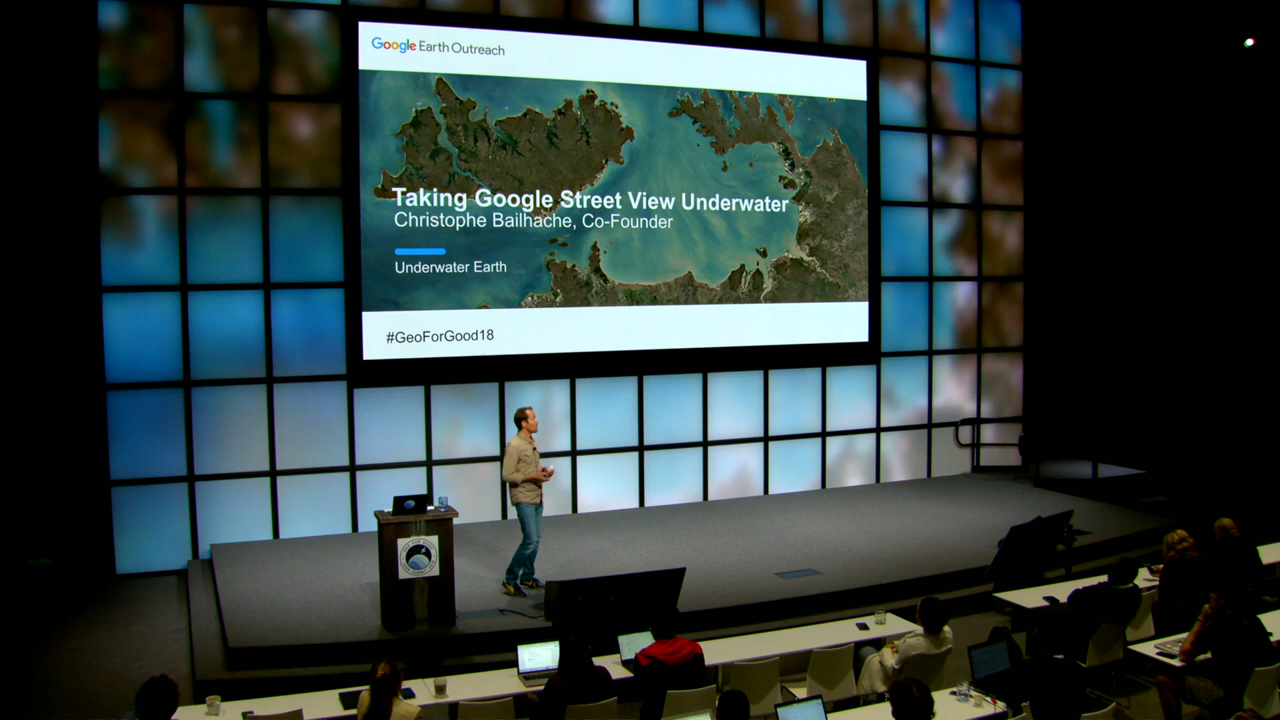 Google Earth Outreach
Taking Google Street View Underwater
Christophe Bailhache, Co-Founder
Underwater Earth
#GeoForGood18